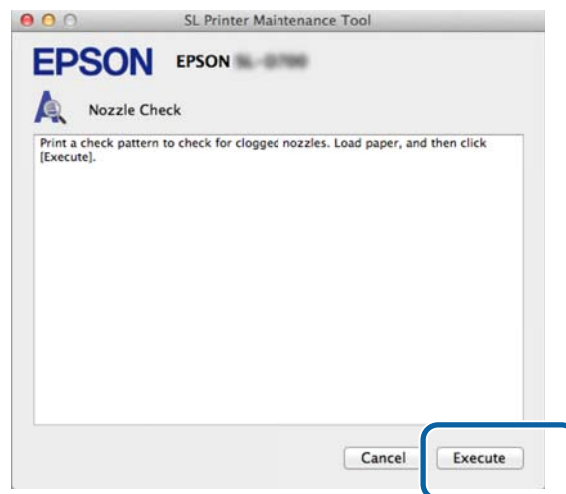 SL Printer Maintenance Tool
EPSON EPSON
Nozzle Check
Print a check pattern to check for clogged nozzles. Load paper, and then click
[Execute].
Cancel Execute